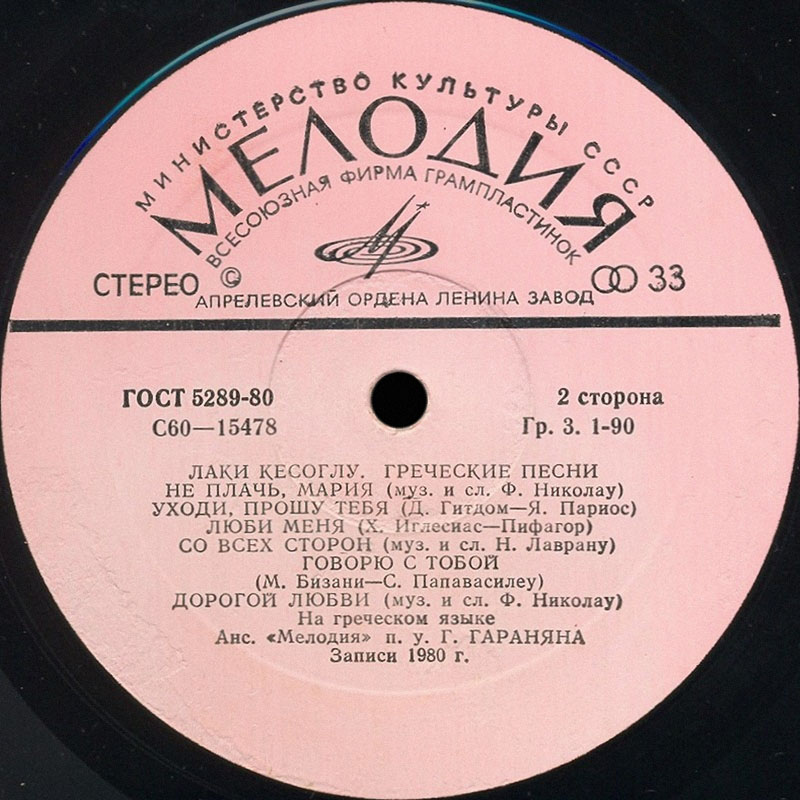 МИНИСТЕРСТВО КУЛЬТУРЫ СССР
МЕЛОДИЯ
ВСЕСОЮЗНАЯ ФИРМА ГРАМПЛАСТИНОК
СТЕРЕО © 33
АПРЕЛЕВСКИЙ ОРДЕНА ЛЕНИНА ЗАВОД
ГОСТ 5289-80 2 сторона
С60—15478 Гр. 3. 1-90
ЛАКИ КЕСОГЛУ. ГРЕЧЕСКИЕ ПЕСНИ
НЕ ПЛАЧЬ, МАРИЯ (муз. и сл. Ф. Николау)
УХОДИ, ПРОШУ ТЕБЯ (Д. Гитдом—Я. Париос)
ЛЮБИ МЕНЯ (Х. Иглесиас—Пифагор)
СО ВСЕХ СТОРОН (муз. и сл. Н. Лаврану)
ГОВОРЮ С ТОБОЙ
(М. Бизани—С. Папавасилеу)
ДОРОГОЙ ЛЮБВИ (муз. и сл. Ф. Николау)
На греческом языке
Анс. «Мелодия» п. у. Г. ГАРАНЯНА
Записи 1980 г.